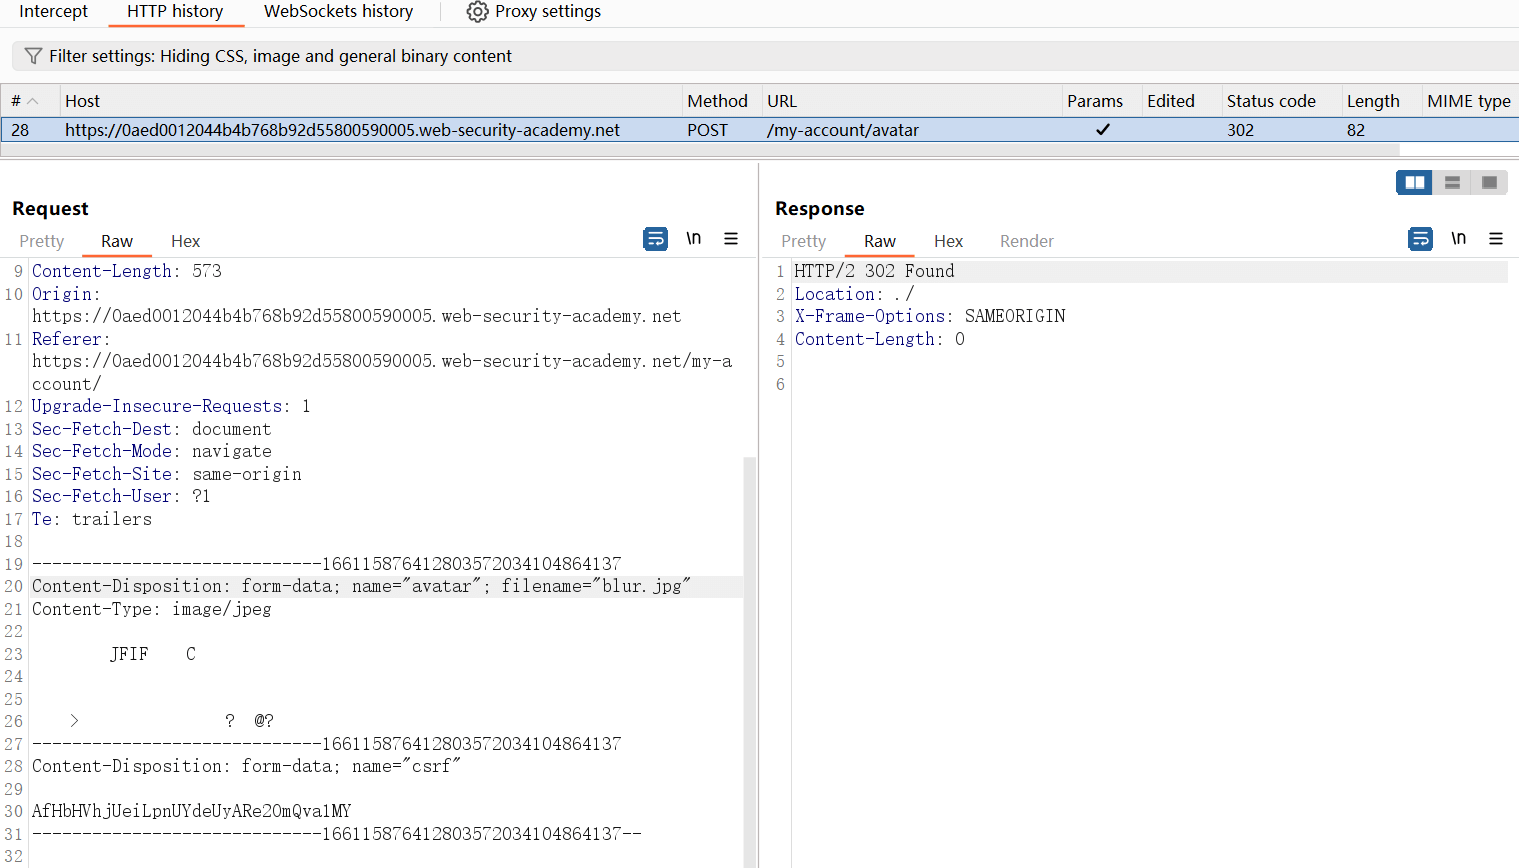 Intercept HTTP history WebSockets history Proxy settings
Filter settings: Hiding CSS, image and general binary content
# Host Method URL Params Edited Status code Length MIME type
28 https://0aed0012044b4b768b92d55800590005.web-security-academy.net POST /my-account/avatar ✓ 302 82
Request
Pretty Raw Hex \n
9 Content-Length: 573
10 Origin:
https://0aed0012044b4b768b92d55800590005.web-security-academy.net
11 Referer:
https://0aed0012044b4b768b92d55800590005.web-security-academy.net/my-a
ccount/
12 Upgrade-Insecure-Requests: 1
13 Sec-Fetch-Dest: document
14 Sec-Fetch-Mode: navigate
15 Sec-Fetch-Site: same-origin
16 Sec-Fetch-User: ?1
17 Te: trailers
18
19 -----------------------------166115876412803572034104864137
20 Content-Disposition: form-data; name="avatar"; filename="blur.jpg"
21 Content-Type: image/jpeg
22
23 JFIF C
24
25
26 > ? @?
27 -----------------------------166115876412803572034104864137
28 Content-Disposition: form-data; name="csrf"
29
30 AfHbHVhjUeiLpnUYdeUyARe20mQva1MY
31 -----------------------------166115876412803572034104864137--
32
Response
Pretty Raw Hex Render \n
1 HTTP/2 302 Found
2 Location: ./
3 X-Frame-Options: SAMEORIGIN
4 Content-Length: 0
5
6